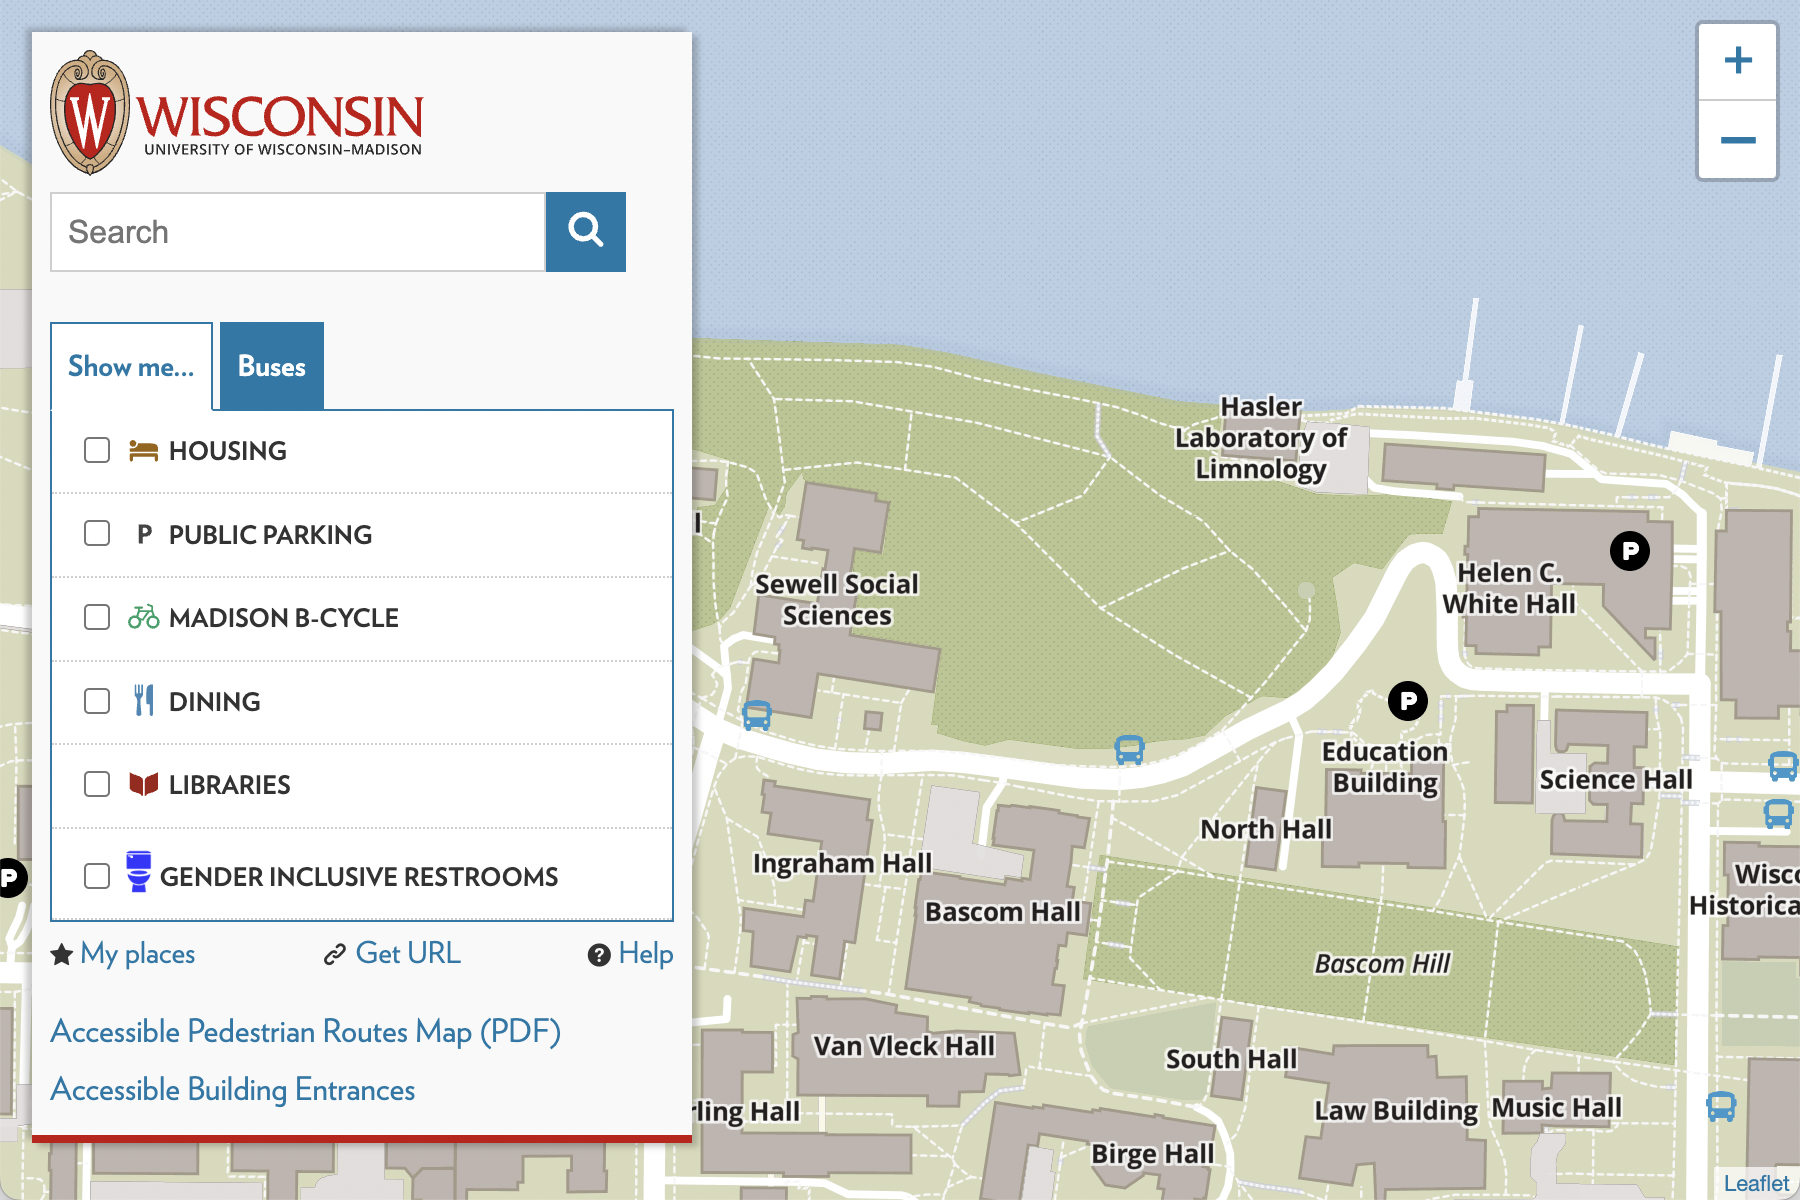 W
WISCONSIN
UNIVERSITY OF WISCONSIN–MADISON
Search
Show me...
Buses
HOUSING
P PUBLIC PARKING
MADISON B-CYCLE
DINING
LIBRARIES
GENDER INCLUSIVE RESTROOMS
My places
Get URL
? Help
Accessible Pedestrian Routes Map (PDF)
Accessible Building Entrances
+
−
Hasler
Laboratory of
Limnology
Sewell Social
Sciences
Helen C.
White Hall
P
P
Education
Building
Science Hall
North Hall
Ingraham Hall
Bascom Hall
P
Wisco
Historica
Bascom Hill
Van Vleck Hall
South Hall
rling Hall
Law Building
Music Hall
Birge Hall
Leaflet